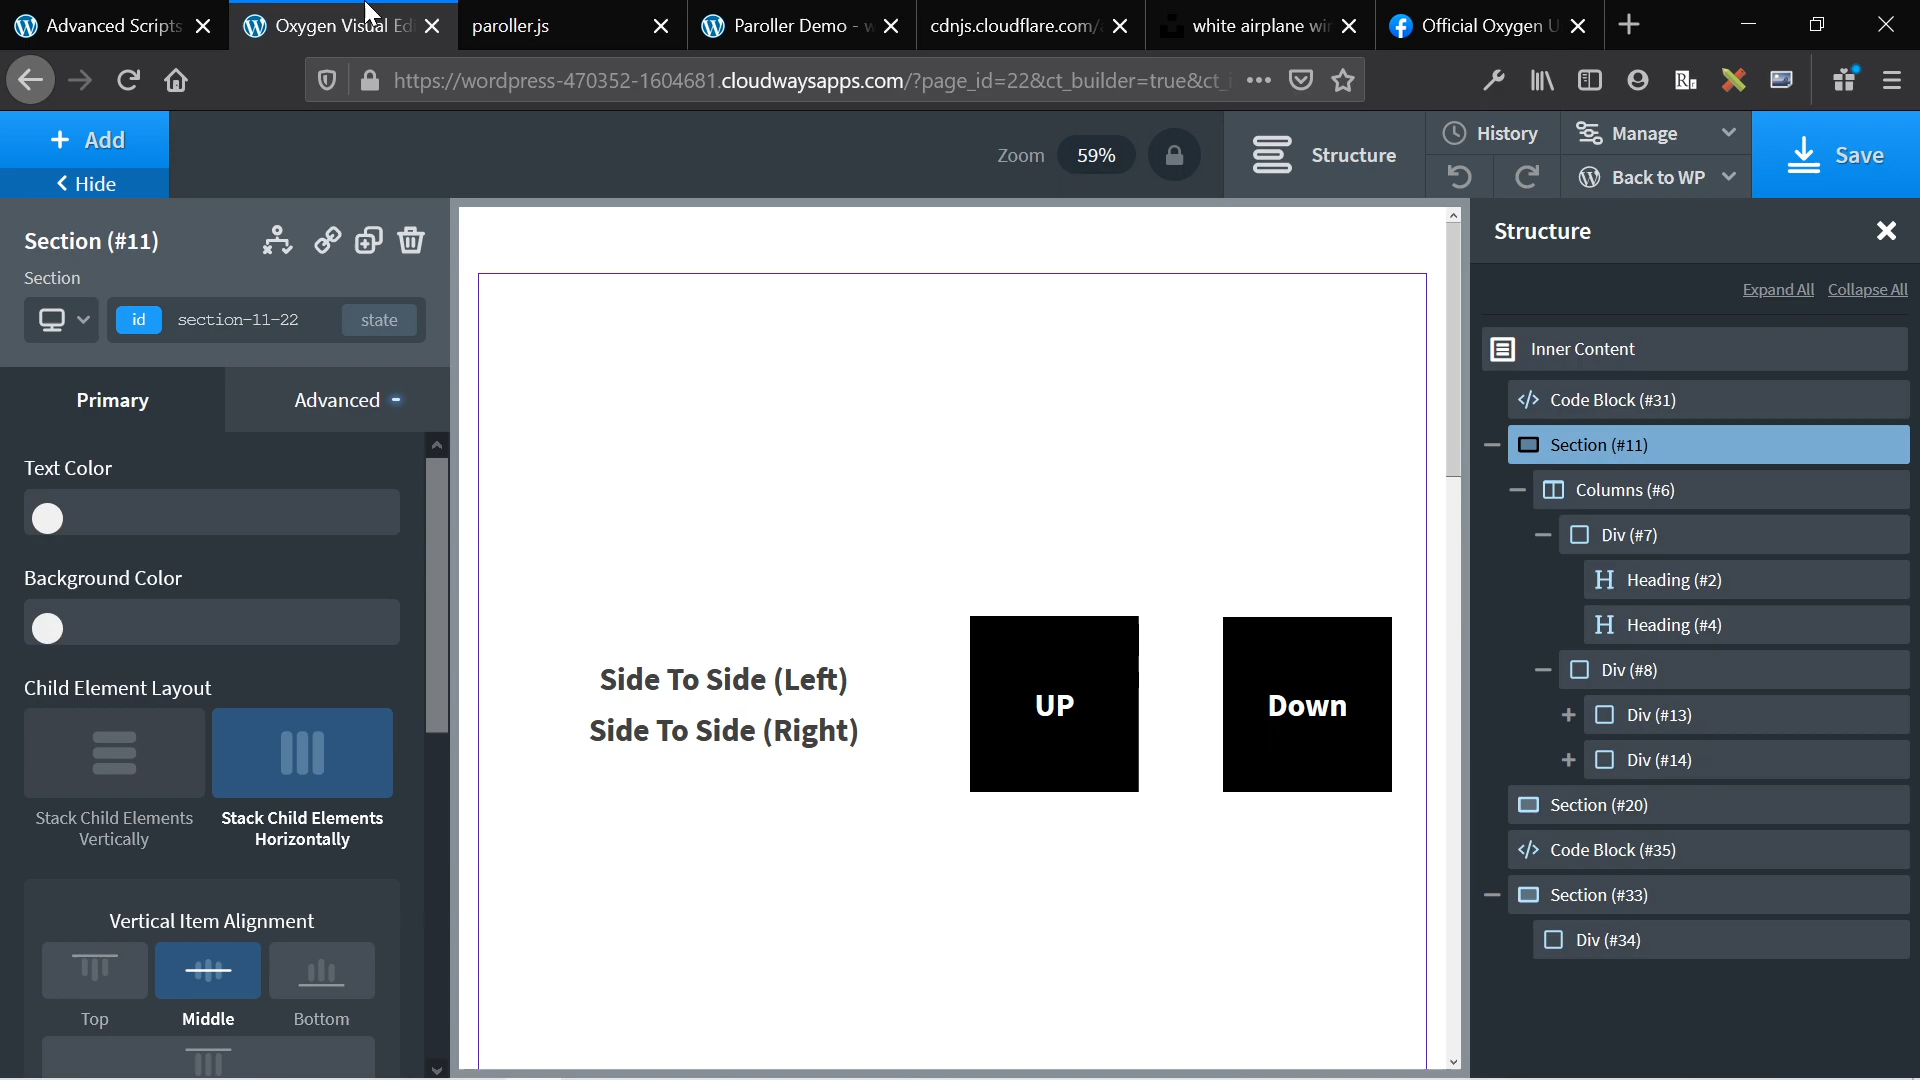 Advanced Scripts
Oxygen Visual Edi
paroller.js
Paroller Demo - w
cdnjs.cloudflare.com/
white airplane wi
Official Oxygen U
https://wordpress-470352-1604681.cloudwaysapps.com/?page_id=22&ct_builder=true&ct_i
+ Add
Hide
Zoom
59%
Structure
History
Manage
Back to WP
Save
Section (#11)
Section
id
section-11-22
state
Primary
Advanced
Text Color
Background Color
Child Element Layout
Stack Child Elements
Vertically
Stack Child Elements
Horizontally
Vertical Item Alignment
Top
Middle
Bottom
Side To Side (Left)
Side To Side (Right)
UP
Down
Structure
Expand All
Collapse All
Inner Content
Code Block (#31)
Section (#11)
Columns (#6)
Div (#7)
Heading (#2)
Heading (#4)
Div (#8)
Div (#13)
Div (#14)
Section (#20)
Code Block (#35)
Section (#33)
Div (#34)